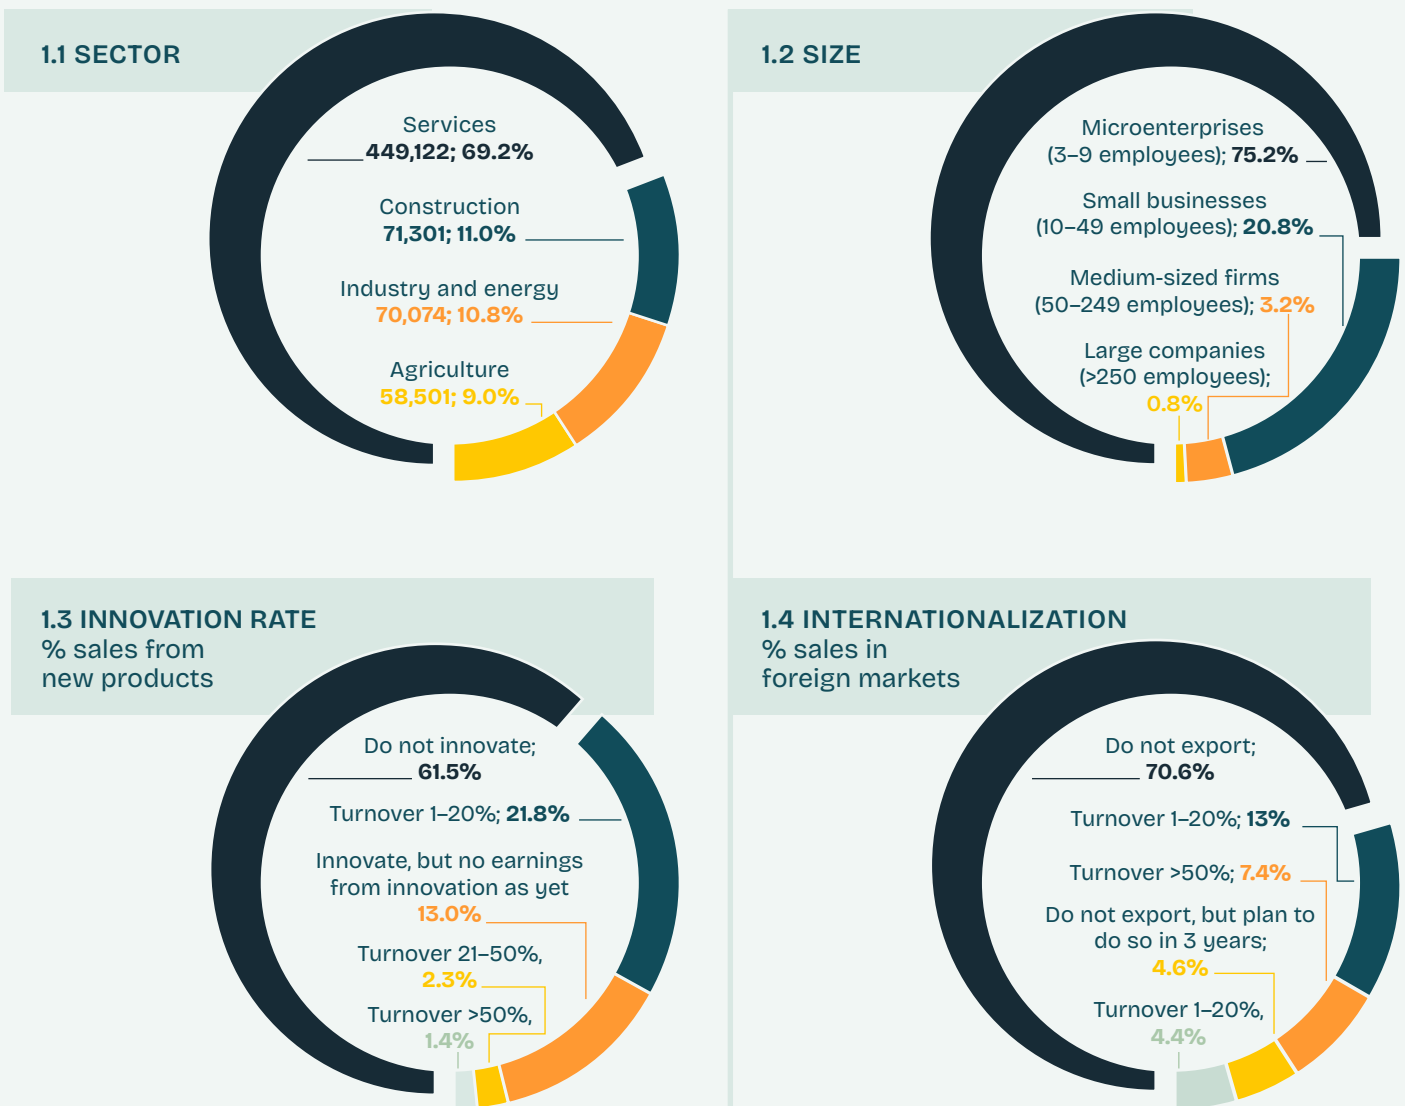 1.1 SECTOR
Services
449,122; 69.2%
Construction
71,301; 11.0%
Industry and energy
70,074; 10.8%
Agriculture
58,501; 9.0%
1.2 SIZE
Microenterprises
(3–9 employees); 75.2%
Small businesses
(10–49 employees); 20.8%
Medium-sized firms
(50–249 employees); 3.2%
Large companies
(>250 employees);
0.8%
1.3 INNOVATION RATE
% sales from
new products
Do not innovate;
61.5%
Turnover 1–20%; 21.8%
Innovate, but no earnings
from innovation as yet
13.0%
Turnover 21–50%,
2.3%
Turnover >50%,
1.4%
1.4 INTERNATIONALIZATION
% sales in
foreign markets
Do not export;
70.6%
Turnover 1–20%; 13%
Turnover >50%; 7.4%
Do not export, but plan to
do so in 3 years;
4.6%
Turnover 1–20%,
4.4%